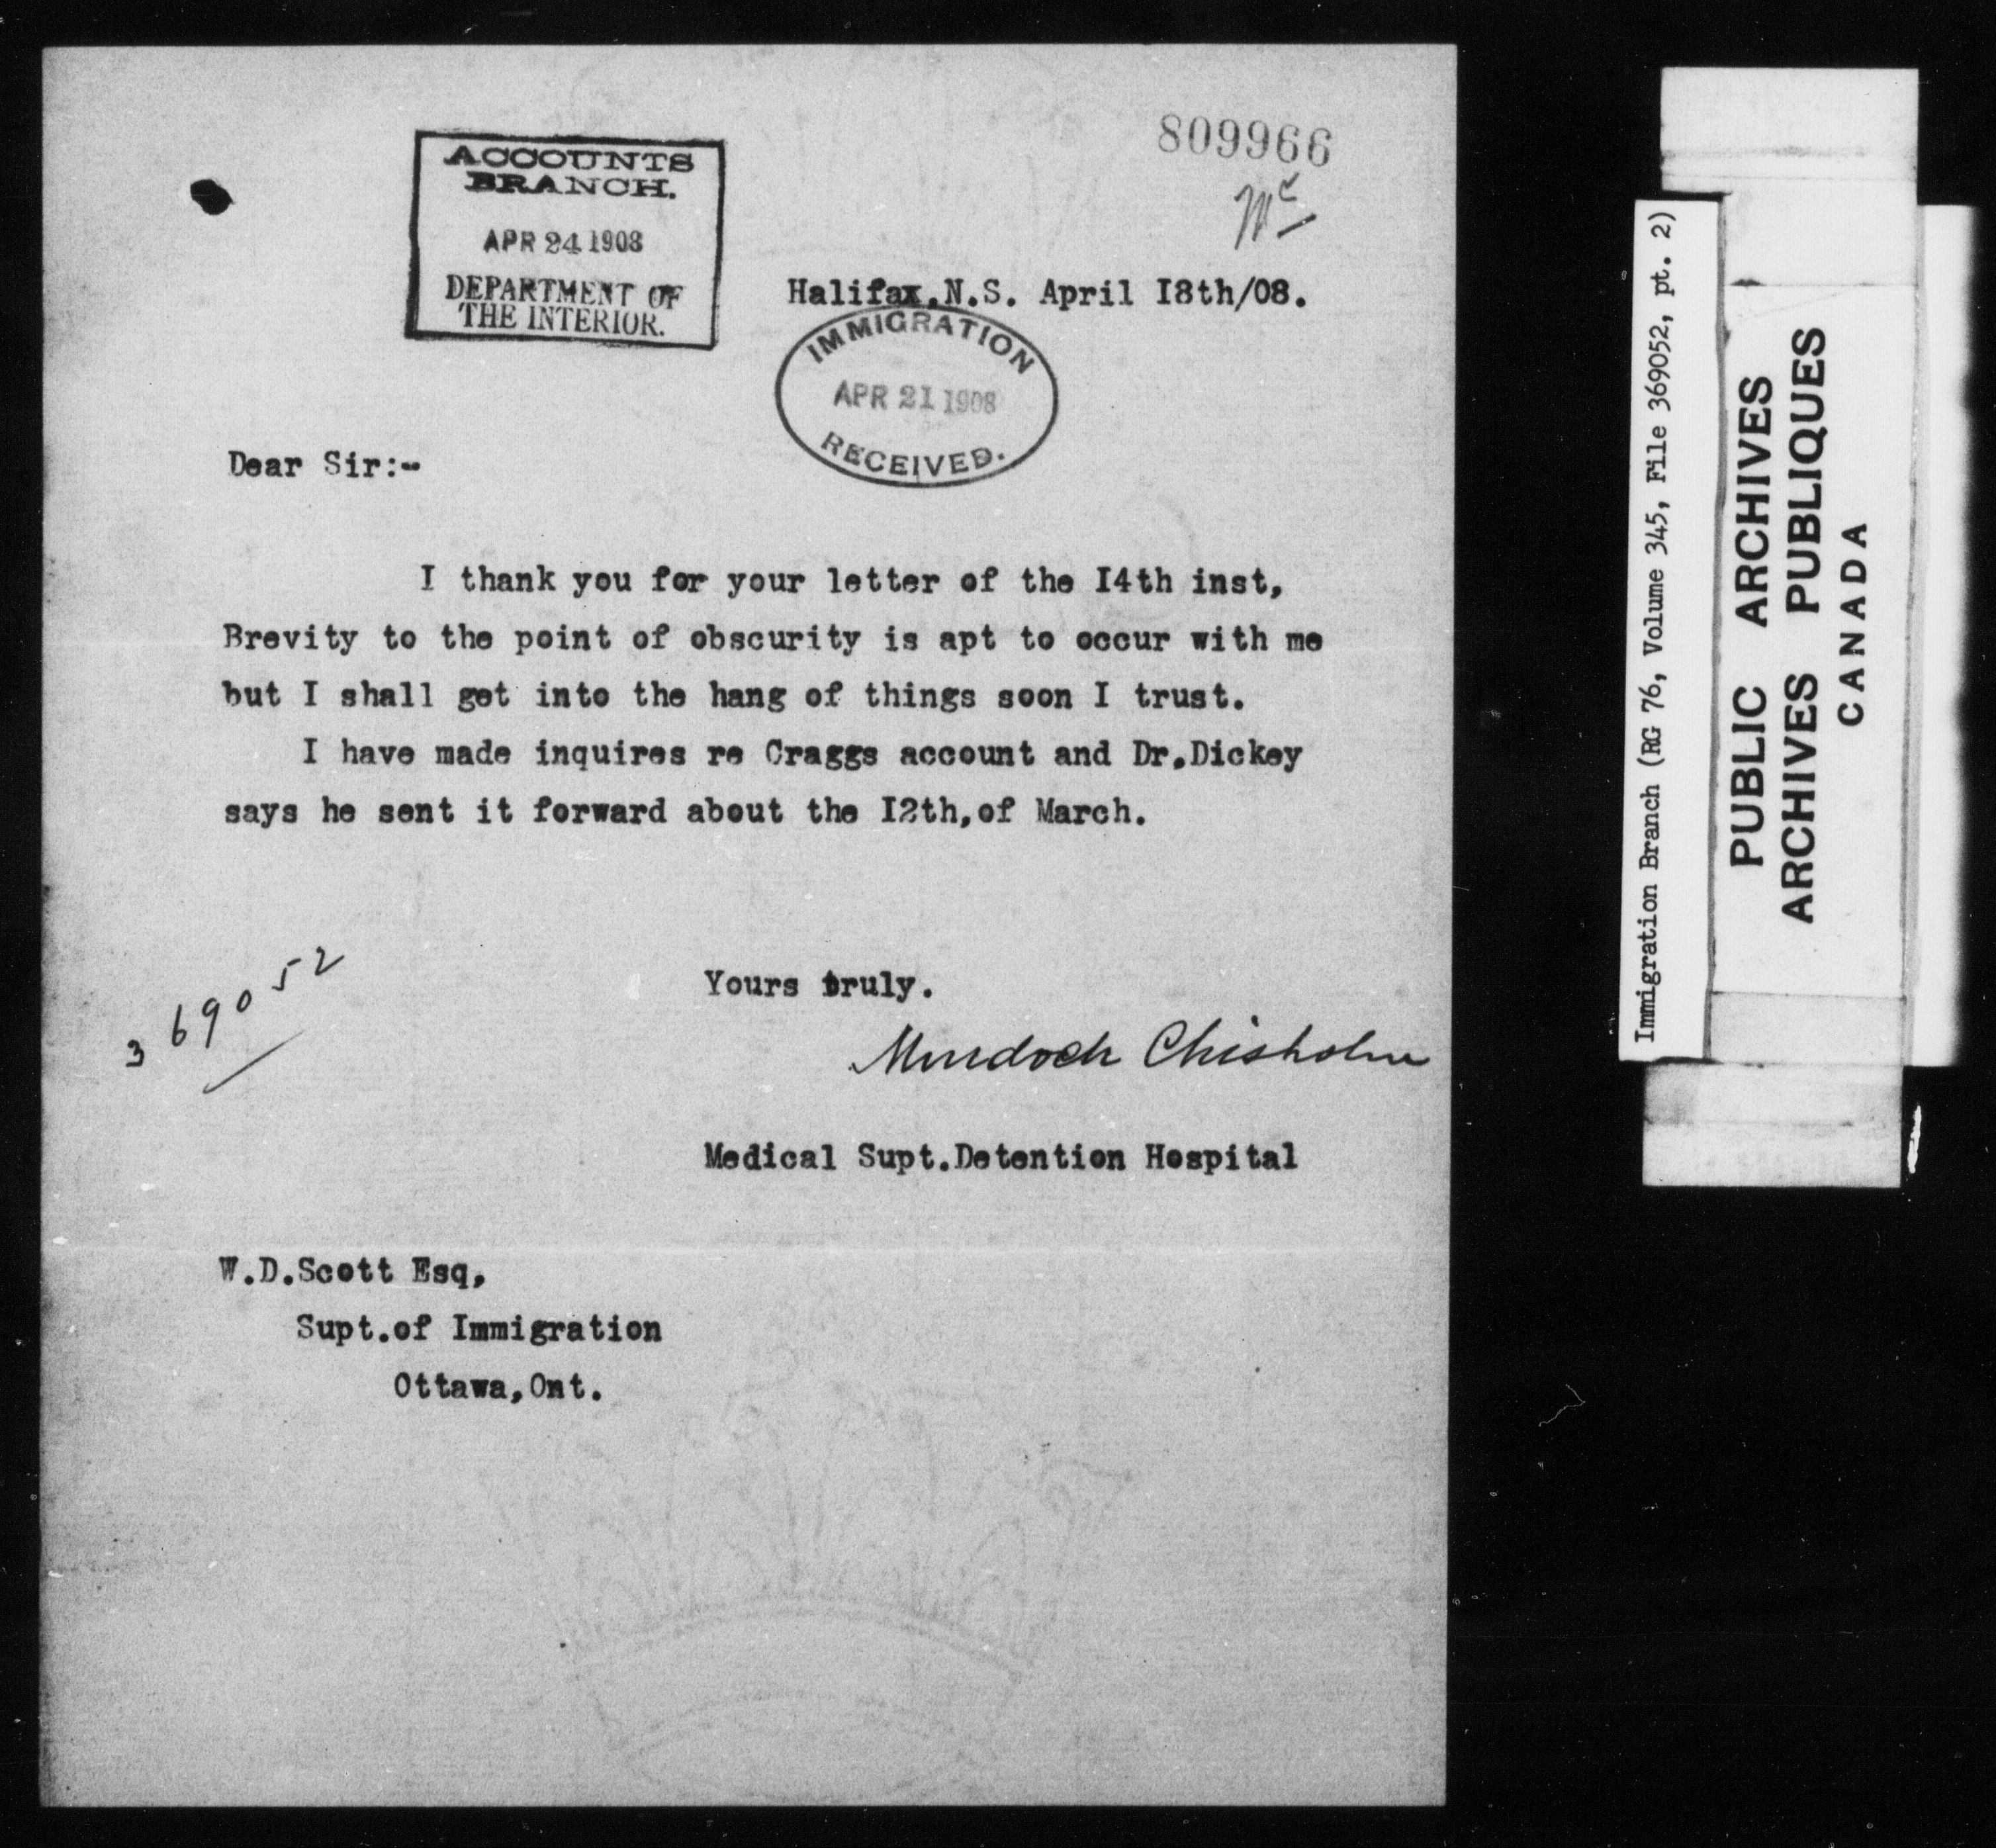 809966
ACCOUNTS
BRANCH.
APR 24 1908
DEPARTMENT OF
THE INTERIOR.
Halifax,N.S. April I8th/08.
IMMIGRATION
APR 21 1908
RECEIVED.
Dear Sir:-
I thank you for your letter of the I4th inst,
Brevity to the point of obscurity is apt to occur with me
but I shall get into the hang of things soon I trust.
I have made inquires re Craggs account and Dr.Dickey
says he sent it forward about the I2th,of March.
369052
Yours truly.
Murdoch Chisholm
Medical Supt.Detention Hospital
W.D.Scott Esq,
Supt.of Immigration
Ottawa,Ont.
Immigration Branch (RG 76, Volume 345, File 369052, pt. 2)
PUBLIC ARCHIVES
ARCHIVES PUBLIQUES
CANADA